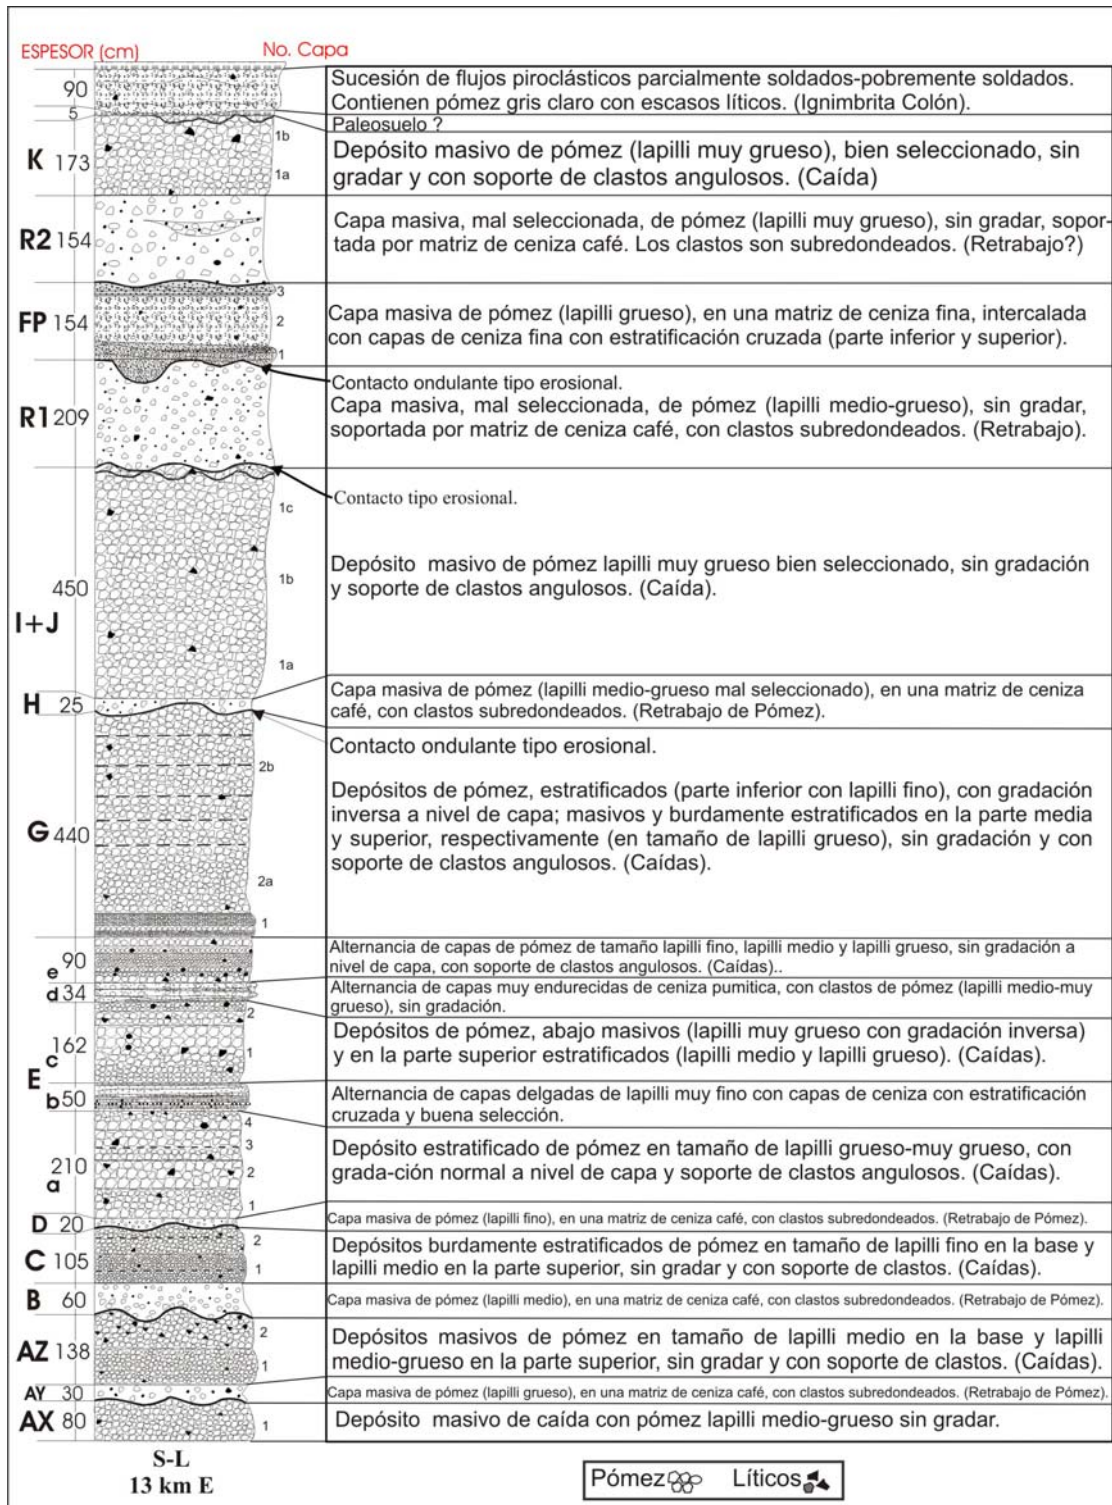 ESPESOR (cm)
No. Capa
90
Sucesión de flujos piroclásticos parcialmente soldados-pobremente soldados.
Contienen pómez gris claro con escasos líticos. (Ignimbrita Colón).
5
Paleosuelo ?
K 173
1b
1a
Depósito masivo de pómez (lapilli muy grueso), bien seleccionado, sin
gradar y con soporte de clastos angulosos. (Caída)
R2 154
Capa masiva, mal seleccionada, de pómez (lapilli muy grueso), sin gradar, sopor-
tada por matriz de ceniza café. Los clastos son subredondeados. (Retrabajo?)
FP 154
3
2
1
Capa masiva de pómez (lapilli grueso), en una matriz de ceniza fina, intercalada
con capas de ceniza fina con estratificación cruzada (parte inferior y superior).
Contacto ondulante tipo erosional.
R1 209
Capa masiva, mal seleccionada, de pómez (lapilli medio-grueso), sin gradar,
soportada por matriz de ceniza café, con clastos subredondeados. (Retrabajo).
Contacto tipo erosional.
450
I+J
1c
1b
1a
Depósito masivo de pómez lapilli muy grueso bien seleccionado, sin gradación
y soporte de clastos angulosos. (Caída).
H 25
Capa masiva de pómez (lapilli medio-grueso mal seleccionado), en una matriz de ceniza
café, con clastos subredondeados. (Retrabajo de Pómez).
Contacto ondulante tipo erosional.
G 440
2b
2a
1
Depósitos de pómez, estratificados (parte inferior con lapilli fino), con gradación
inversa a nivel de capa; masivos y burdamente estratificados en la parte media
y superior, respectivamente (en tamaño de lapilli grueso), sin gradación y con
soporte de clastos angulosos. (Caídas).
E
e 90
Alternancia de capas de pómez de tamaño lapilli fino, lapilli medio y lapilli grueso, sin gradación a
nivel de capa, con soporte de clastos angulosos. (Caídas)..
d 34
Alternancia de capas muy endurecidas de ceniza pumitica, con clastos de pómez (lapilli medio-muy
grueso), sin gradación.
c 162
2
1
Depósitos de pómez, abajo masivos (lapilli muy grueso con gradación inversa)
y en la parte superior estratificados (lapilli medio y lapilli grueso). (Caídas).
b 50
Alternancia de capas delgadas de lapilli muy fino con capas de ceniza con estratificación
cruzada y buena selección.
a 210
4
3
2
1
Depósito estratificado de pómez en tamaño de lapilli grueso-muy grueso, con
grada-ción normal a nivel de capa y soporte de clastos angulosos. (Caídas).
D 20
Capa masiva de pómez (lapilli fino), en una matriz de ceniza café, con clastos subredondeados. (Retrabajo de Pómez).
C 105
2
1
Depósitos burdamente estratificados de pómez en tamaño de lapilli fino en la base y
lapilli medio en la parte superior, sin gradar y con soporte de clastos. (Caídas).
B 60
Capa masiva de pómez (lapilli medio), en una matriz de ceniza café, con clastos subredondeados. (Retrabajo de Pómez).
AZ 138
2
1
Depósitos masivos de pómez en tamaño de lapilli medio en la base y lapilli
medio-grueso en la parte superior, sin gradar y con soporte de clastos. (Caídas).
AY 30
Capa masiva de pómez (lapilli grueso), en una matriz de ceniza café, con clastos subredondeados. (Retrabajo de Pómez).
AX 80
1
Depósito masivo de caída con pómez lapilli medio-grueso sin gradar.
S-L
13 km E
Pómez
Líticos